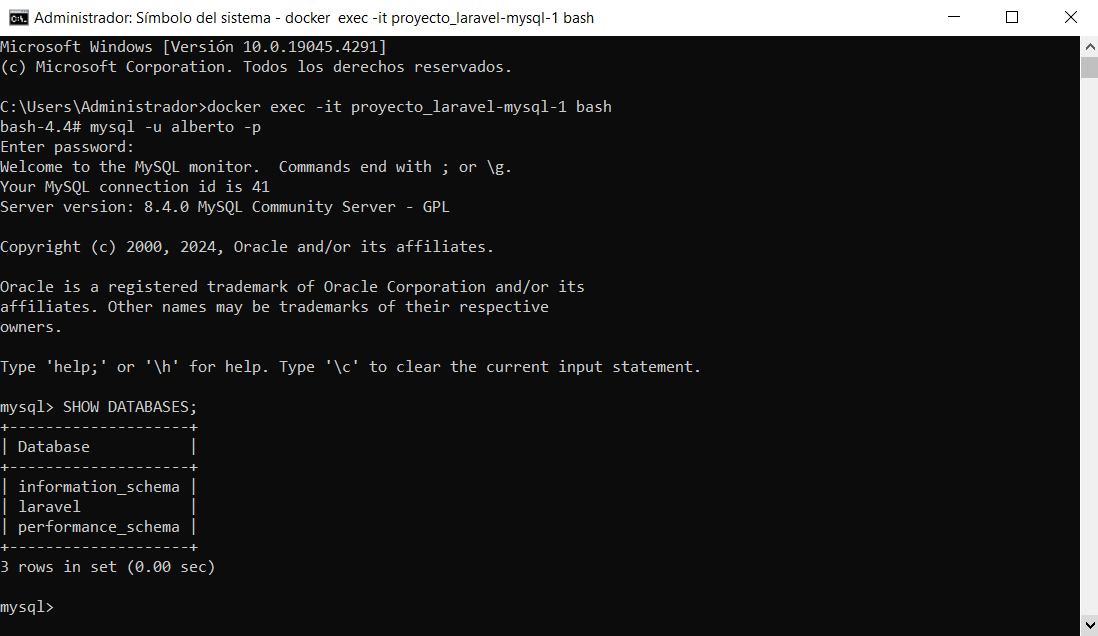 Administrador: Símbolo del sistema - docker  exec -it proyecto_laravel-mysql-1 bash
Microsoft Windows [Versión 10.0.19045.4291]
(c) Microsoft Corporation. Todos los derechos reservados.
C:\Users\Administrador>docker exec -it proyecto_laravel-mysql-1 bash
bash-4.4# mysql -u alberto -p
Enter password:
Welcome to the MySQL monitor.  Commands end with ; or \g.
Your MySQL connection id is 41
Server version: 8.4.0 MySQL Community Server - GPL
Copyright (c) 2000, 2024, Oracle and/or its affiliates.
Oracle is a registered trademark of Oracle Corporation and/or its
affiliates. Other names may be trademarks of their respective
owners.
Type 'help;' or '\h' for help. Type '\c' to clear the current input statement.
mysql> SHOW DATABASES;
+--------------------+
| Database           |
+--------------------+
| information_schema |
| laravel            |
| performance_schema |
+--------------------+
3 rows in set (0.00 sec)
mysql>